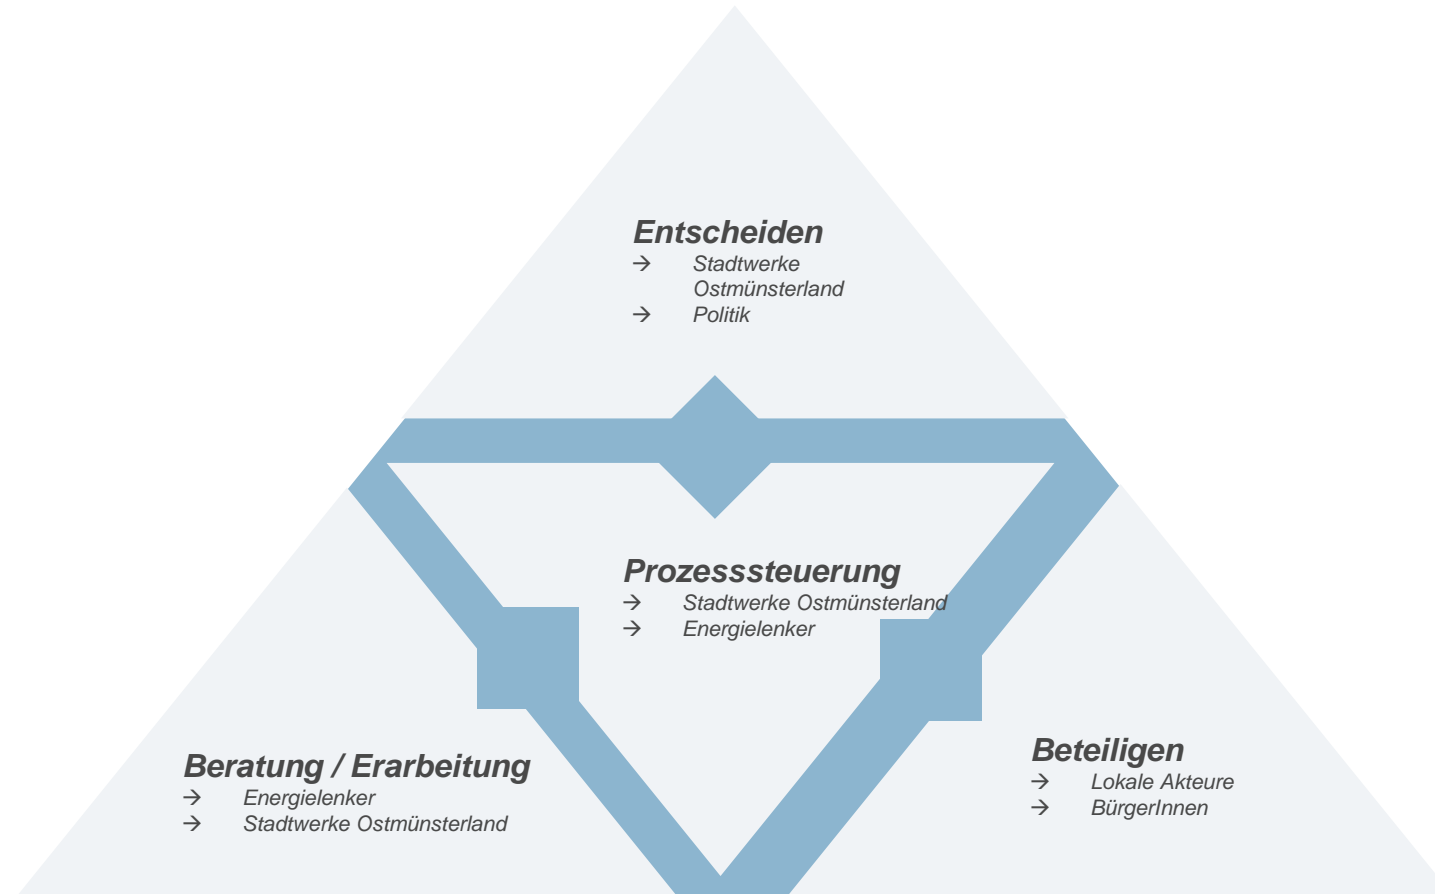 Entscheiden
→ Stadtwerke
Ostmünsterland
→ Politik
Prozesssteuerung
→ Stadtwerke Ostmünsterland
→ Energielenker
Beratung / Erarbeitung
→ Energielenker
→ Stadtwerke Ostmünsterland
Beteiligen
→ Lokale Akteure
→ BürgerInnen